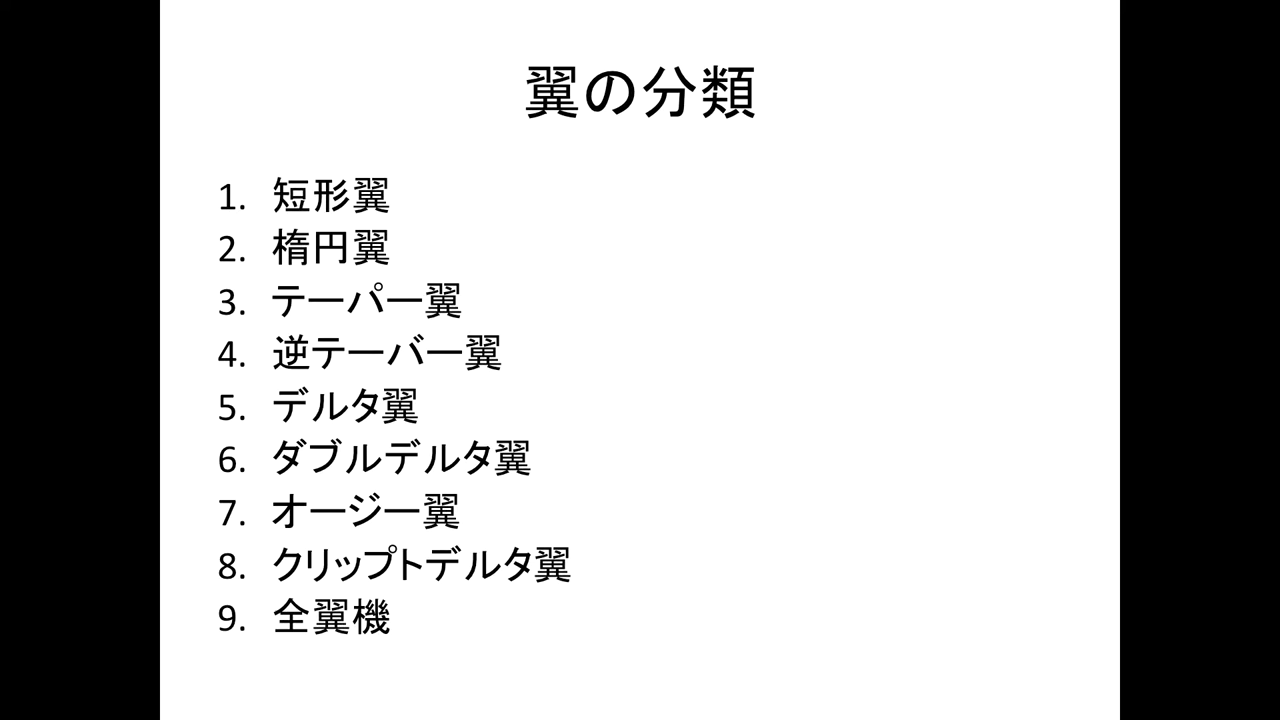 翼の分類
1. 短形翼
2. 楕円翼
3. テーパー翼
4. 逆テーバー翼
5. デルタ翼
6. ダブルデルタ翼
7. オージー翼
8. クリップトデルタ翼
9. 全翼機